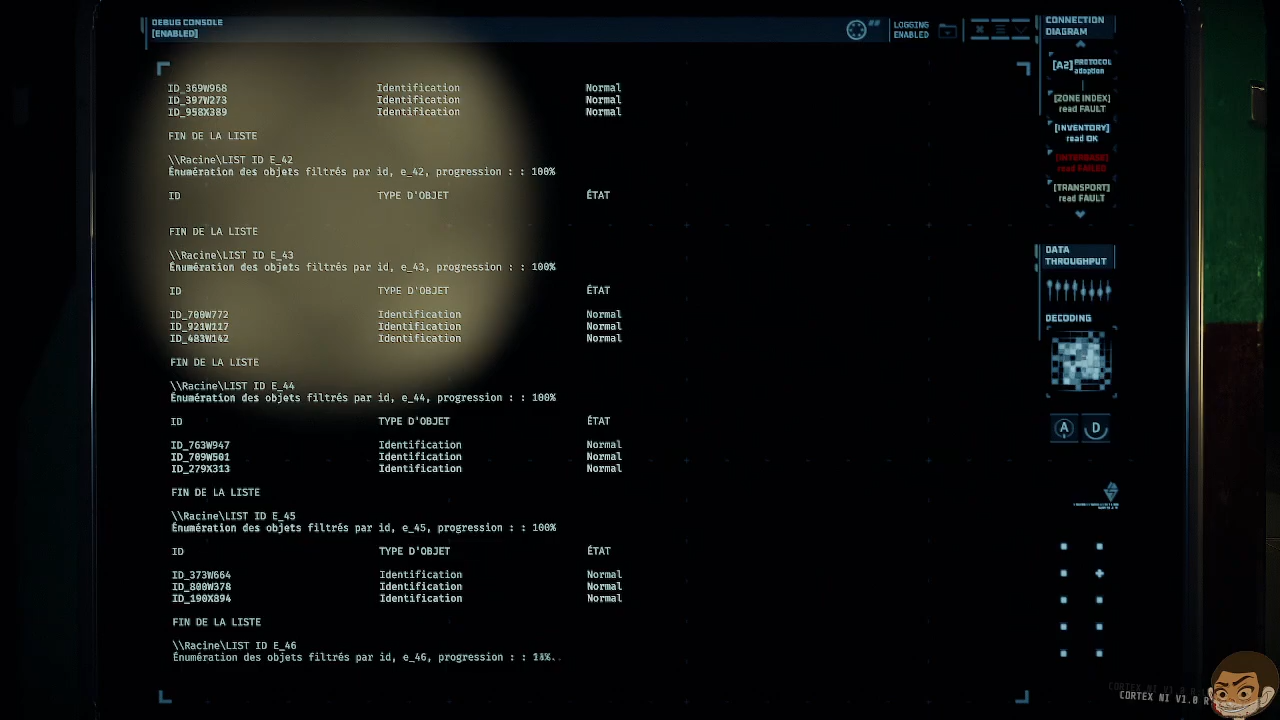 DEBUG CONSOLE
[ENABLED]
LOGGING
ENABLED
ID_369W968 Identification Normal
ID_397W273 Identification Normal
ID_958X389 Identification Normal
FIN DE LA LISTE
\\Racine\LIST ID E_42
Énumération des objets filtrés par id, e_42, progression : : 100%
ID TYPE D'OBJET ÉTAT
FIN DE LA LISTE
\\Racine\LIST ID E_43
Énumération des objets filtrés par id, e_43, progression : : 100%
ID TYPE D'OBJET ÉTAT
ID_700W772 Identification Normal
ID_921W117 Identification Normal
ID_483W142 Identification Normal
FIN DE LA LISTE
\\Racine\LIST ID E_44
Énumération des objets filtrés par id, e_44, progression : : 100%
ID TYPE D'OBJET ÉTAT
ID_763W947 Identification Normal
ID_709W501 Identification Normal
ID_279X313 Identification Normal
FIN DE LA LISTE
\\Racine\LIST ID E_45
Énumération des objets filtrés par id, e_45, progression : : 100%
ID TYPE D'OBJET ÉTAT
ID_373W664 Identification Normal
ID_800W378 Identification Normal
ID_190X894 Identification Normal
FIN DE LA LISTE
\\Racine\LIST ID E_46
Énumération des objets filtrés par id, e_46, progression : :
CONNECTION
DIAGRAM
[A2] PROTOCOL
adoption
[ZONE INDEX]
read FAULT
[INVENTORY]
read OK
[INTERBASE]
read FAILED
[TRANSPORT]
read FAULT
DATA
THROUGHPUT
DECODING
A D
CORTEX NI V1.0 R